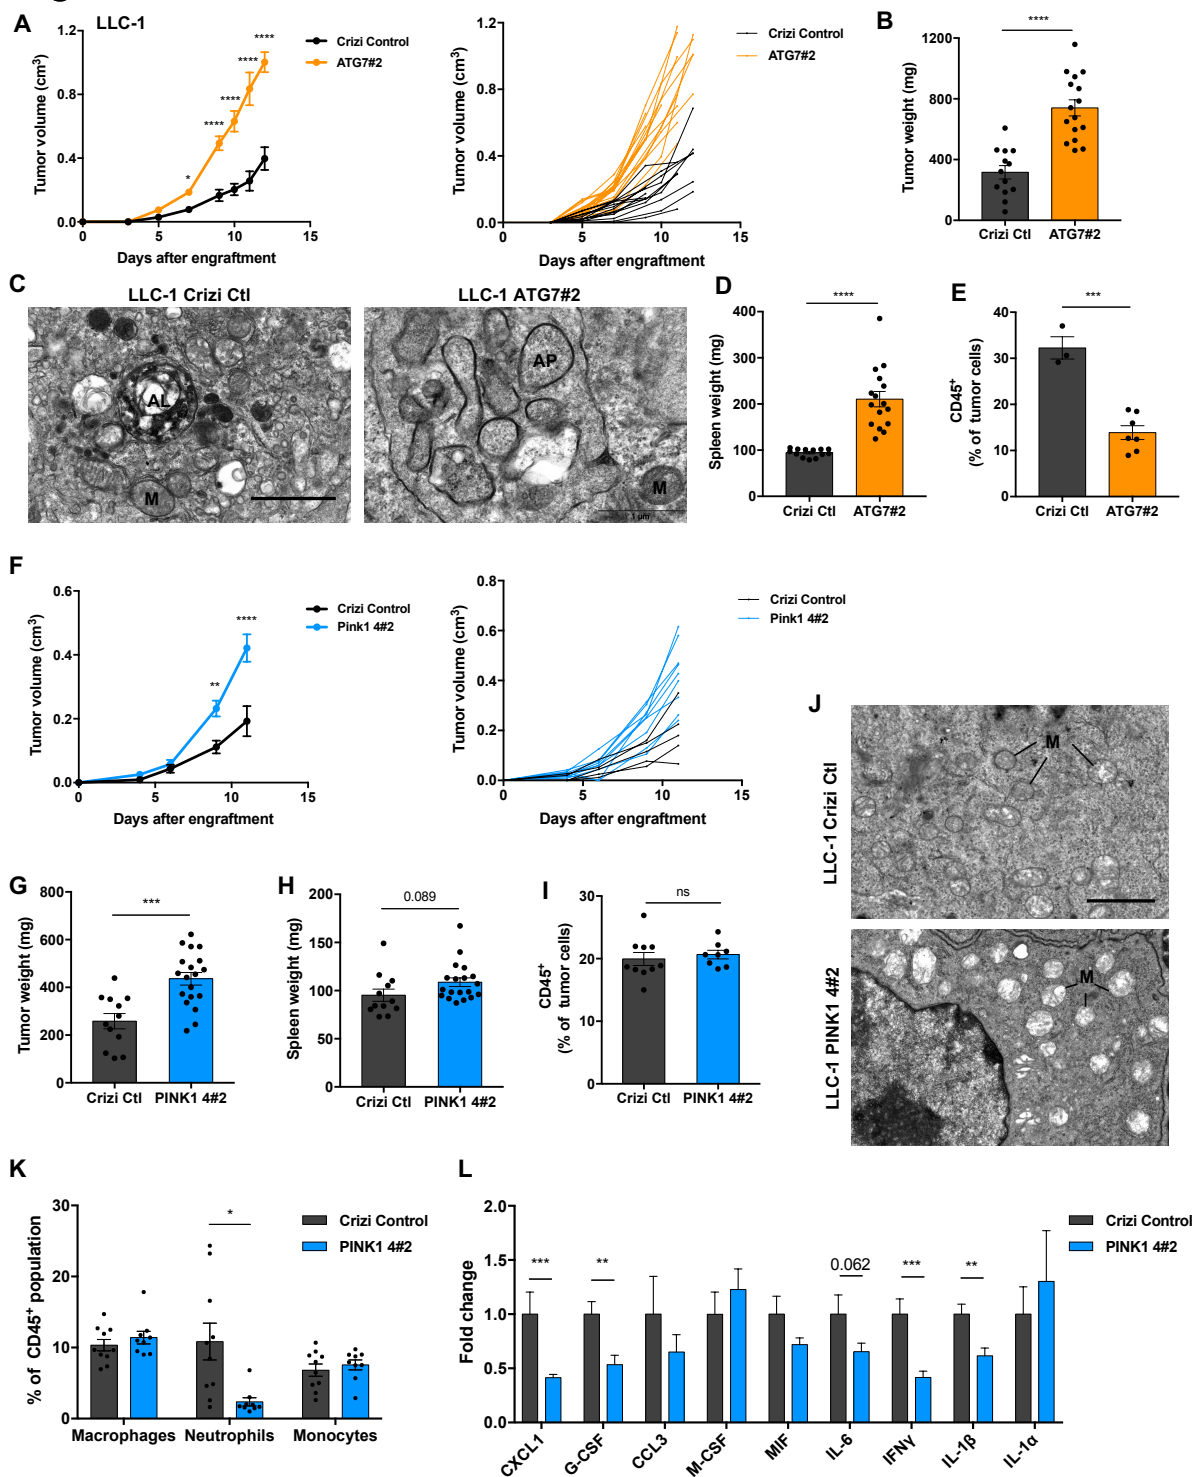 A
LLC-1
Tumor volume (cm³)
1.2
0.8
0.4
0.0
0
5
10
15
Days after engraftment
*
****
****
****
****
Crizi Control
ATG7#2
Tumor volume (cm³)
1.2
0.8
0.4
0.0
0
5
10
15
Days after engraftment
Crizi Control
ATG7#2
B
****
Tumor weight (mg)
1200
800
400
0
Crizi Ctl
ATG7#2
C
LLC-1 Crizi Ctl
AL
M
LLC-1 ATG7#2
AP
M
1 µm
D
****
Spleen weight (mg)
400
300
200
100
0
Crizi Ctl
ATG7#2
E
***
CD45⁺
(% of tumor cells)
40
30
20
10
0
Crizi Ctl
ATG7#2
F
Tumor volume (cm³)
0.6
0.4
0.2
0.0
0
5
10
15
Days after engraftment
**
****
Crizi Control
Pink1 4#2
Tumor volume (cm³)
0.8
0.6
0.4
0.2
0.0
0
5
10
15
Days after engraftment
Crizi Control
Pink1 4#2
G
***
Tumor weight (mg)
800
600
400
200
0
Crizi Ctl
PINK1 4#2
H
0.089
Spleen weight (mg)
200
150
100
50
0
Crizi Ctl
PINK1 4#2
I
ns
CD45⁺
(% of tumor cells)
30
20
10
0
Crizi Ctl
PINK1 4#2
J
LLC-1 Crizi Ctl
M
LLC-1 PINK1 4#2
M
K
% of CD45⁺ population
30
20
10
0
*
Macrophages
Neutrophils
Monocytes
Crizi Control
PINK1 4#2
L
Fold change
2.0
1.5
1.0
0.5
0.0
***
**
0.062
***
**
CXCL1
G-CSF
CCL3
M-CSF
MIF
IL-6
IFNγ
IL-1β
IL-1α
Crizi Control
PINK1 4#2